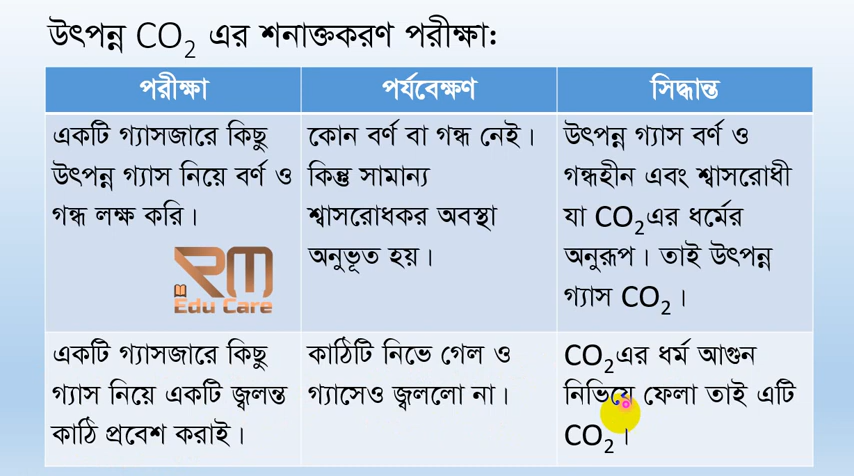 উৎপন্ন CO₂ এর শনাক্তকরণ পরীক্ষা:
পরীক্ষা
পর্যবেক্ষণ
সিদ্ধান্ত
একটি গ্যাসজারে কিছু
উৎপন্ন গ্যাস নিয়ে বর্ণ ও
গন্ধ লক্ষ করি।
কোন বর্ণ বা গন্ধ নেই।
কিন্তু সামান্য
শ্বাসরোধকর অবস্থা
অনুভূত হয়।
উৎপন্ন গ্যাস বর্ণ ও
গন্ধহীন এবং শ্বাসরোধী
যা CO₂এর ধর্মের
অনুরূপ। তাই উৎপন্ন
গ্যাস CO₂।
RM
Edu Care
একটি গ্যাসজারে কিছু
গ্যাস নিয়ে একটি জ্বলন্ত
কাঠি প্রবেশ করাই।
কাঠিটি নিভে গেল ও
গ্যাসেও জ্বললো না।
CO₂এর ধর্ম আগুন
নিভিয়ে ফেলা তাই এটি
CO₂।